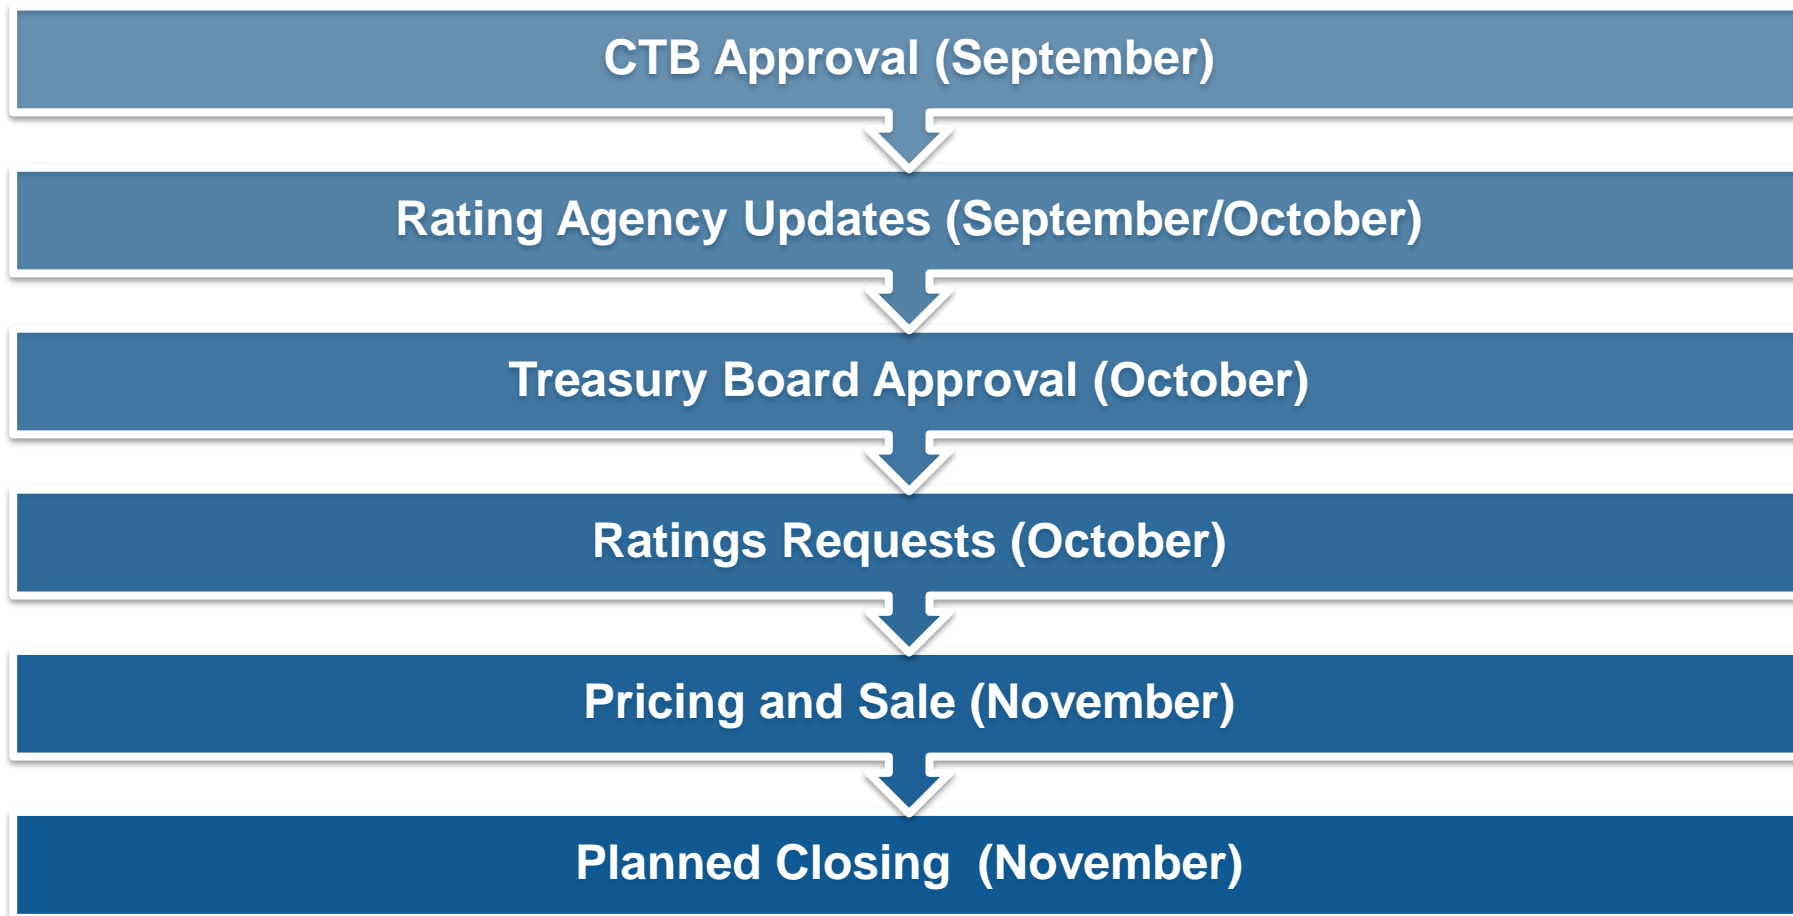 CTB Approval (September)
Rating Agency Updates (September/October)
Treasury Board Approval (October)
Ratings Requests (October)
Pricing and Sale (November)
Planned Closing  (November)